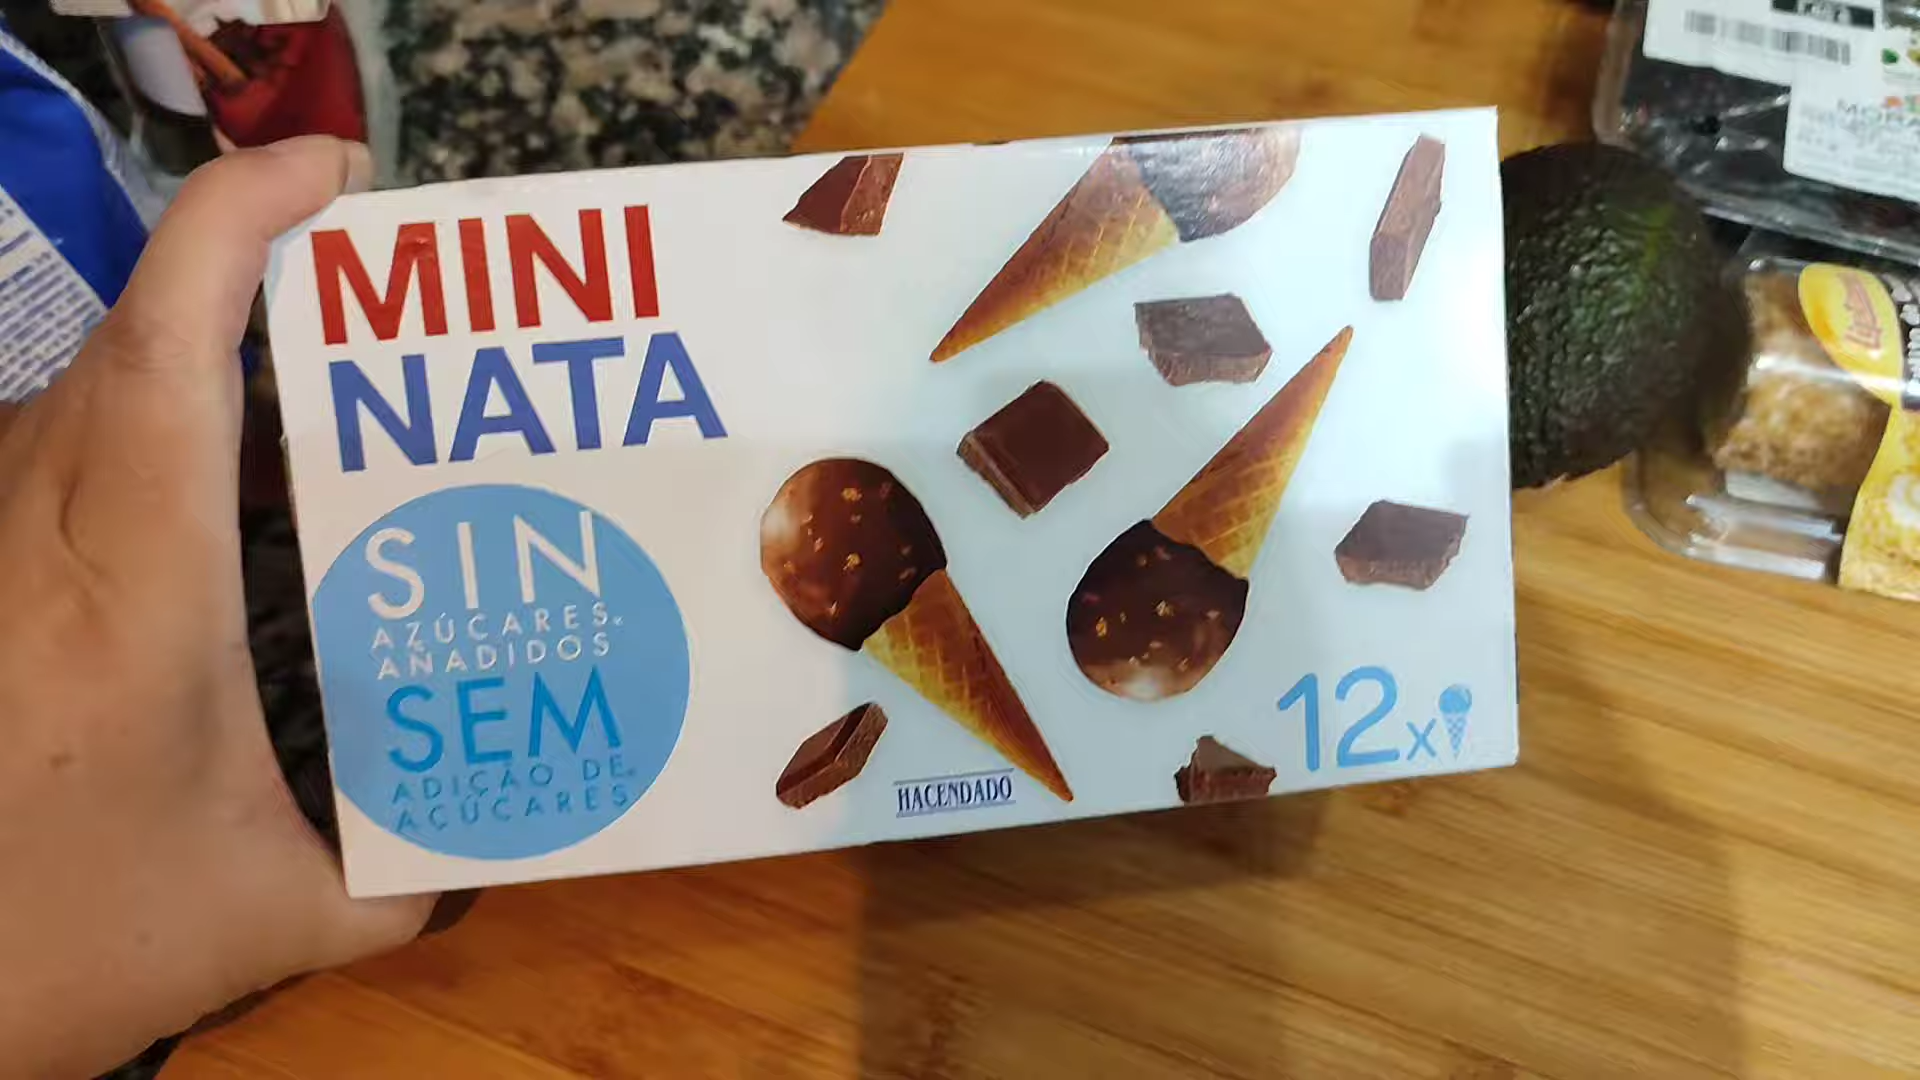 MINI
NATA
SIN
AZÚCARES
AÑADIDOS
SEM
ADIÇÃO DE
AÇÚCARES
HACENDADO
12x